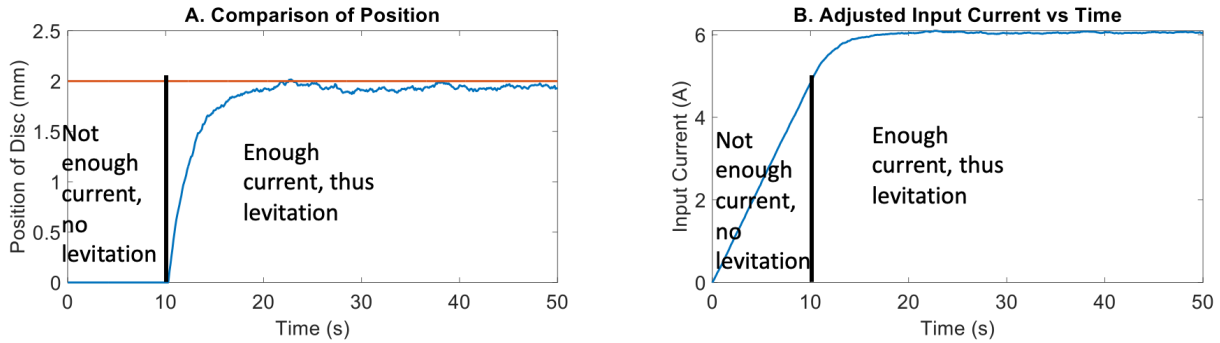 A. Comparison of Position
2.5
2
1.5
1
0.5
0
Position of Disc (mm)
Not
enough
current,
no
levitation
Enough
current, thus
levitation
0 10 20 30 40 50
Time (s)
B. Adjusted Input Current vs Time
6
4
2
0
Input Current (A)
Not
enough
current,
no
levitation
Enough
current, thus
levitation
0 10 20 30 40 50
Time (s)